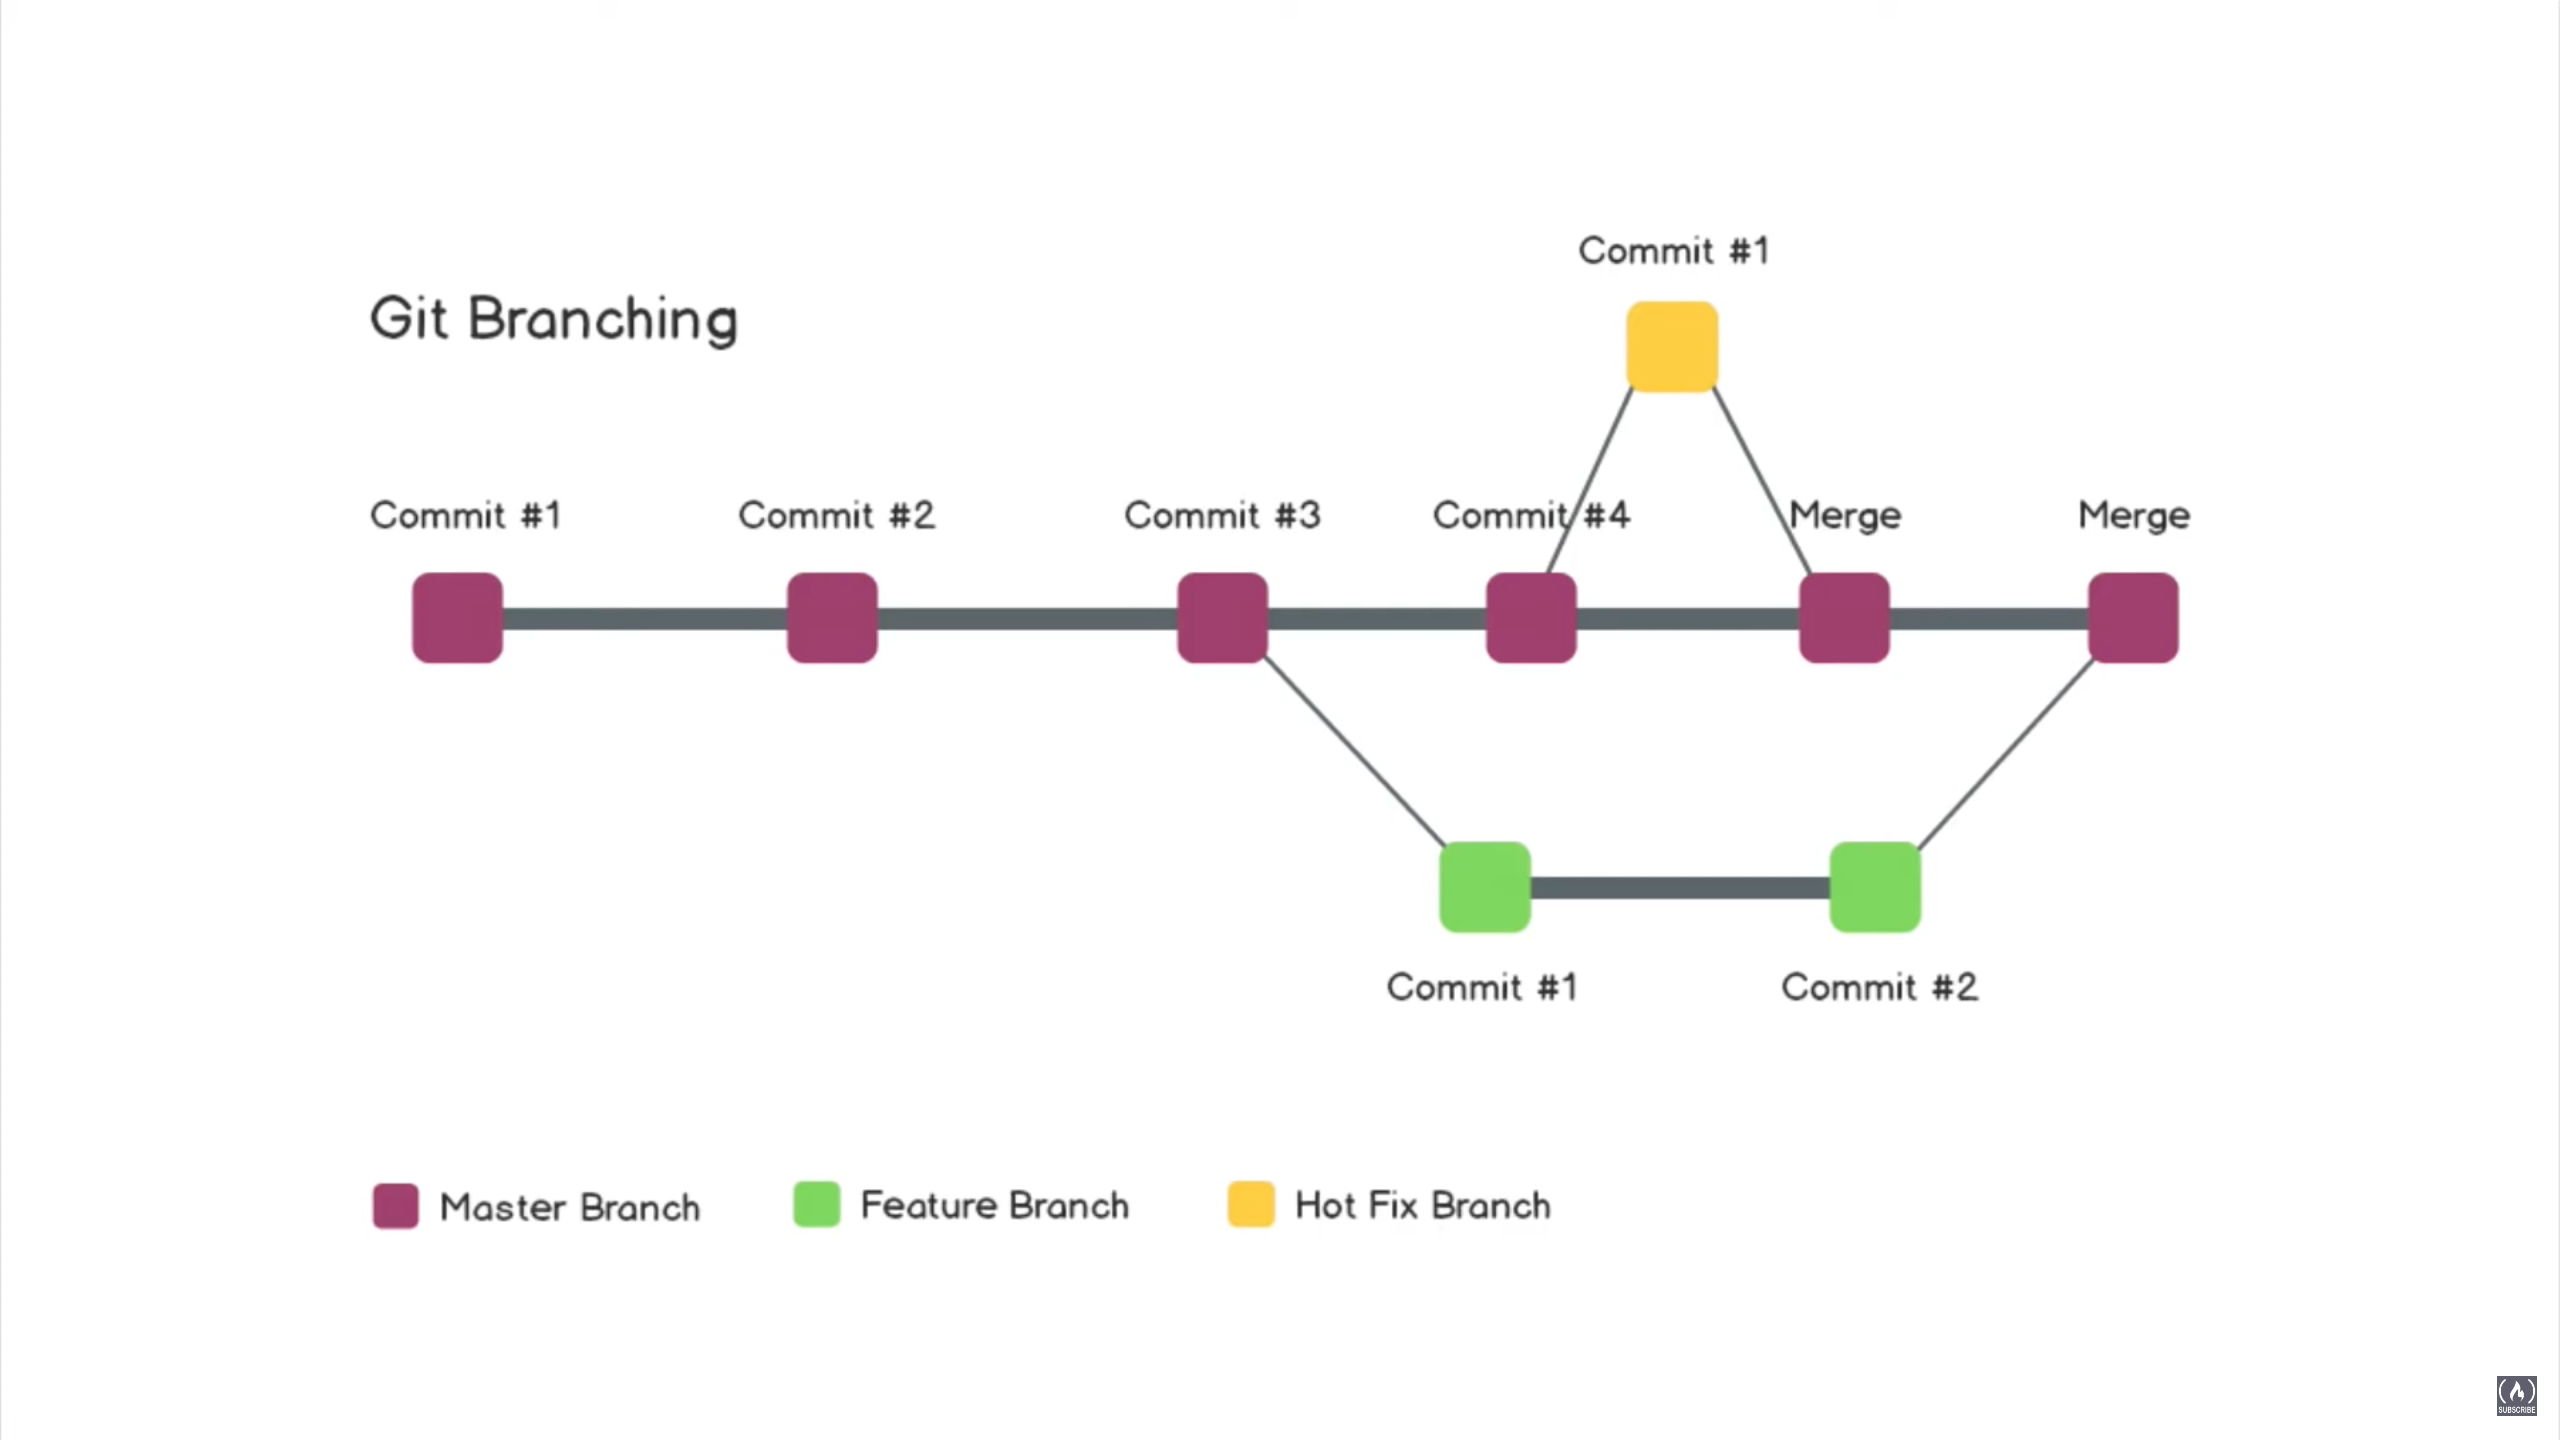 Commit #1
Git Branching
Commit #1
Commit #2
Commit #3
Commit #4
Merge
Merge
Commit #1
Commit #2
Master Branch
Feature Branch
Hot Fix Branch
SUBSCRIBE